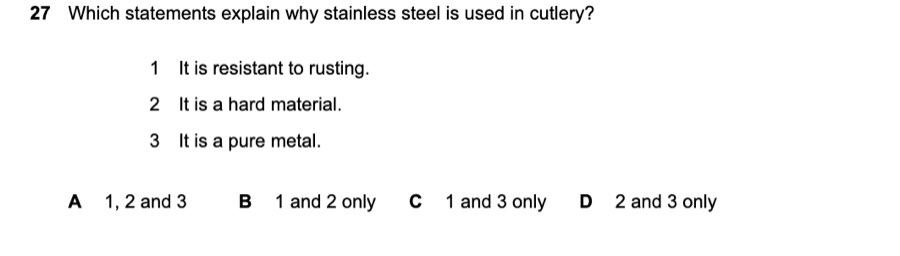 27 Which statements explain why stainless steel is used in cutlery?
1 It is resistant to rusting.
2 It is a hard material.
3 It is a pure metal.
A 1, 2 and 3 B 1 and 2 only C 1 and 3 only D 2 and 3 only